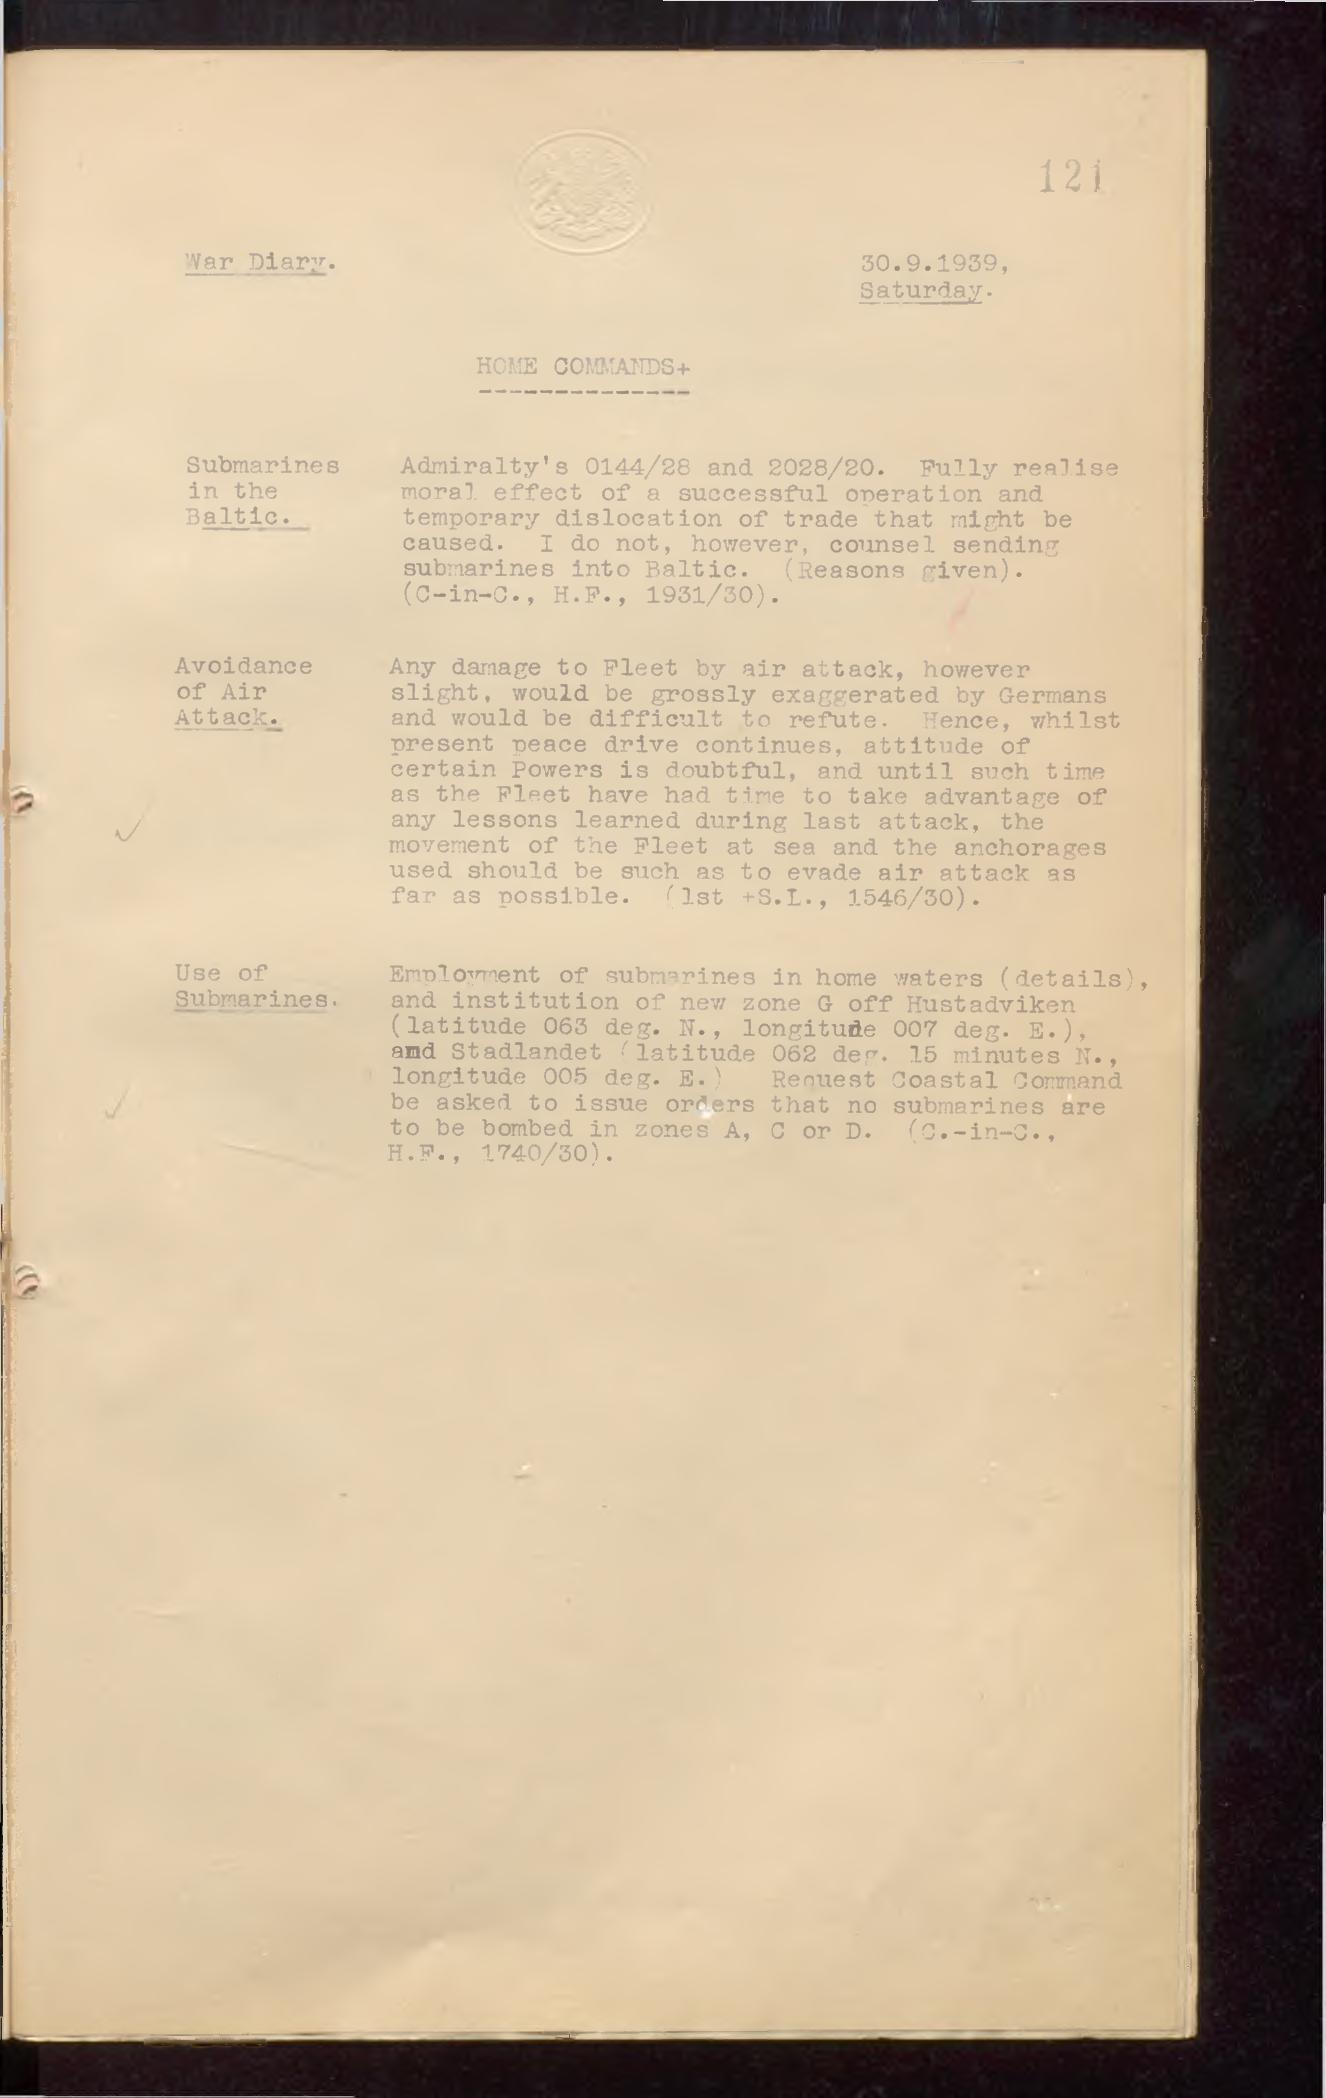 121
War Diary.
30.9.1939,
Saturday.
HOME COMMANDS+
Submarines
in the
Baltic.
Admiralty's 0144/28 and 2028/20. Fully realise
moral effect of a successful operation and
temporary dislocation of trade that might be
caused. I do not, however, counsel sending
submarines into Baltic. (Reasons given).
(C-in-C., H.F., 1931/30).
Avoidance
of Air
Attack.
Any damage to Fleet by air attack, however
slight, would be grossly exaggerated by Germans
and would be difficult to refute. Hence, whilst
present peace drive continues, attitude of
certain Powers is doubtful, and until such time
as the Fleet have had time to take advantage of
any lessons learned during last attack, the
movement of the Fleet at sea and the anchorages
used should be such as to evade air attack as
far as possible. (1st +S.L., 1546/30).
Use of
Submarines.
Employment of submarines in home waters (details),
and institution of new zone G off Hustadviken
(latitude 063 deg. N., longitude 007 deg. E.),
and Stadlandet (latitude 062 deg. 15 minutes N.,
longitude 005 deg. E.) Request Coastal Command
be asked to issue orders that no submarines are
to be bombed in zones A, C or D. (C.-in-C.,
H.F., 1740/30).